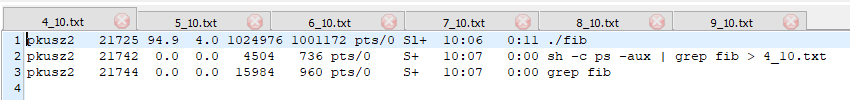 4_10.txt 5_10.txt 6_10.txt 7_10.txt 8_10.txt 9_10.txt
1 pkusz2 21725 94.9 4.0 1024976 1001172 pts/0 Sl+ 10:06 0:11 ./fib
2 pkusz2 21742 0.0 0.0 4504 736 pts/0 S+ 10:07 0:00 sh -c ps -aux | grep fib > 4_10.txt
3 pkusz2 21744 0.0 0.0 15984 960 pts/0 S+ 10:07 0:00 grep fib